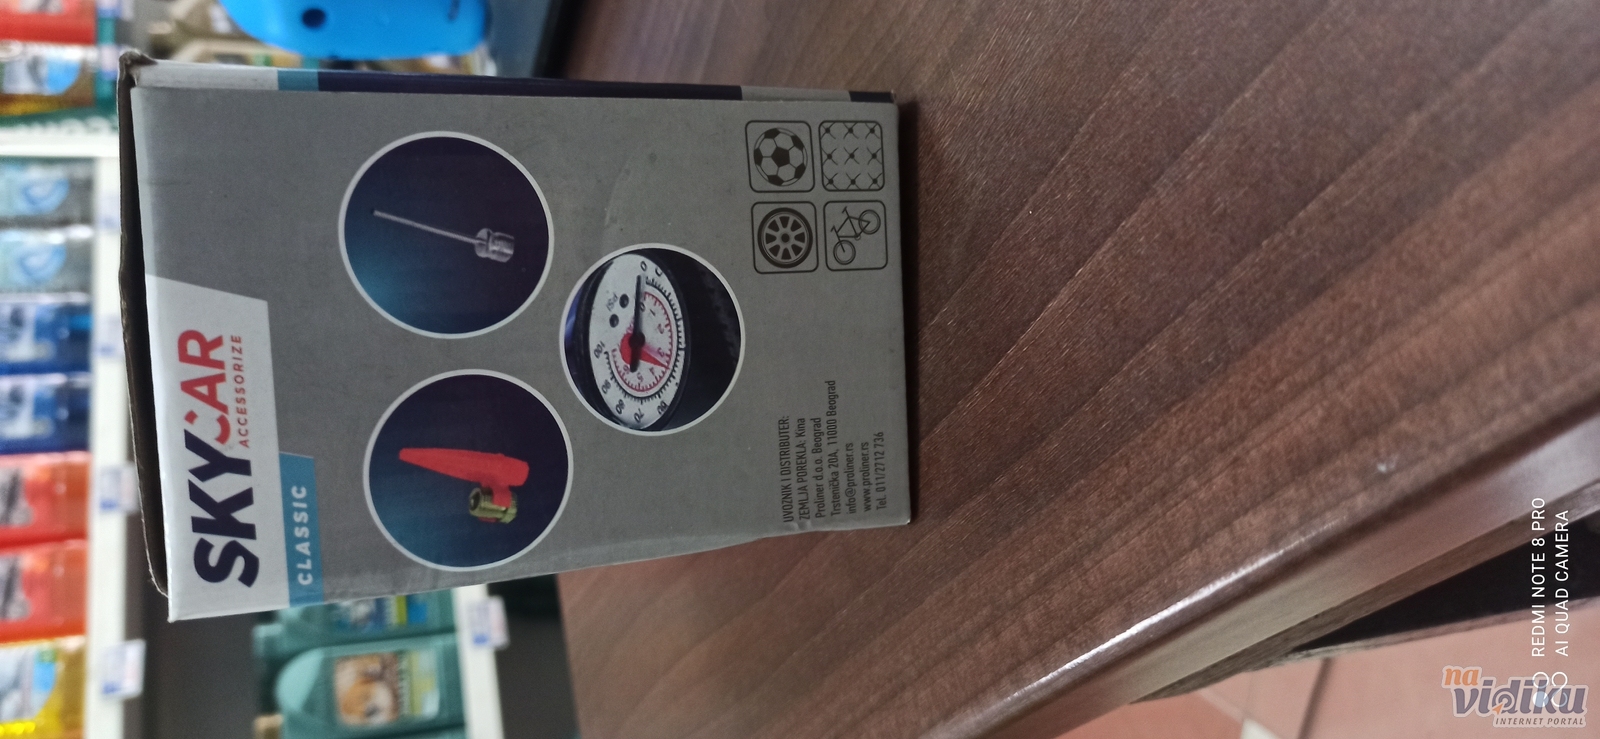 SKYCAR
ACCESSORIZE
CLASSIC
PSI
UVOZNIK I DISTRIBUTER:
ZEMLJA POREKLA: Kina
Proliner d.o.o. Beograd
Trstenička 20A, 11000 Beograd
info@proliner.rs
www.proliner.rs
Tel. 011/2712 736
REDMI NOTE 8 PRO
AI QUAD CAMERA
na
vidiku
INTERNET PORTAL